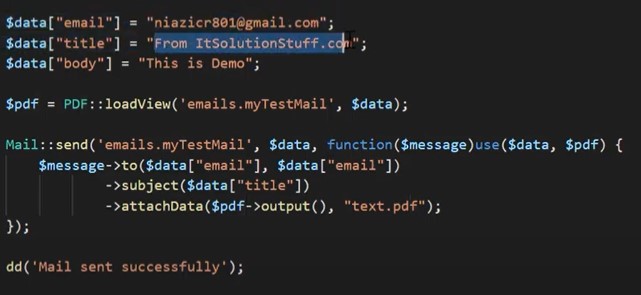 $data["email"] = "niazicr801@gmail.com";
$data["title"] = "From ItSolutionStuff.com";
$data["body"] = "This is Demo";
$pdf = PDF::loadView('emails.myTestMail', $data);
Mail::send('emails.myTestMail', $data, function($message)use($data, $pdf) {
$message->to($data["email"], $data["email"])
->subject($data["title"])
->attachData($pdf->output(), "text.pdf");
});
dd('Mail sent successfully');